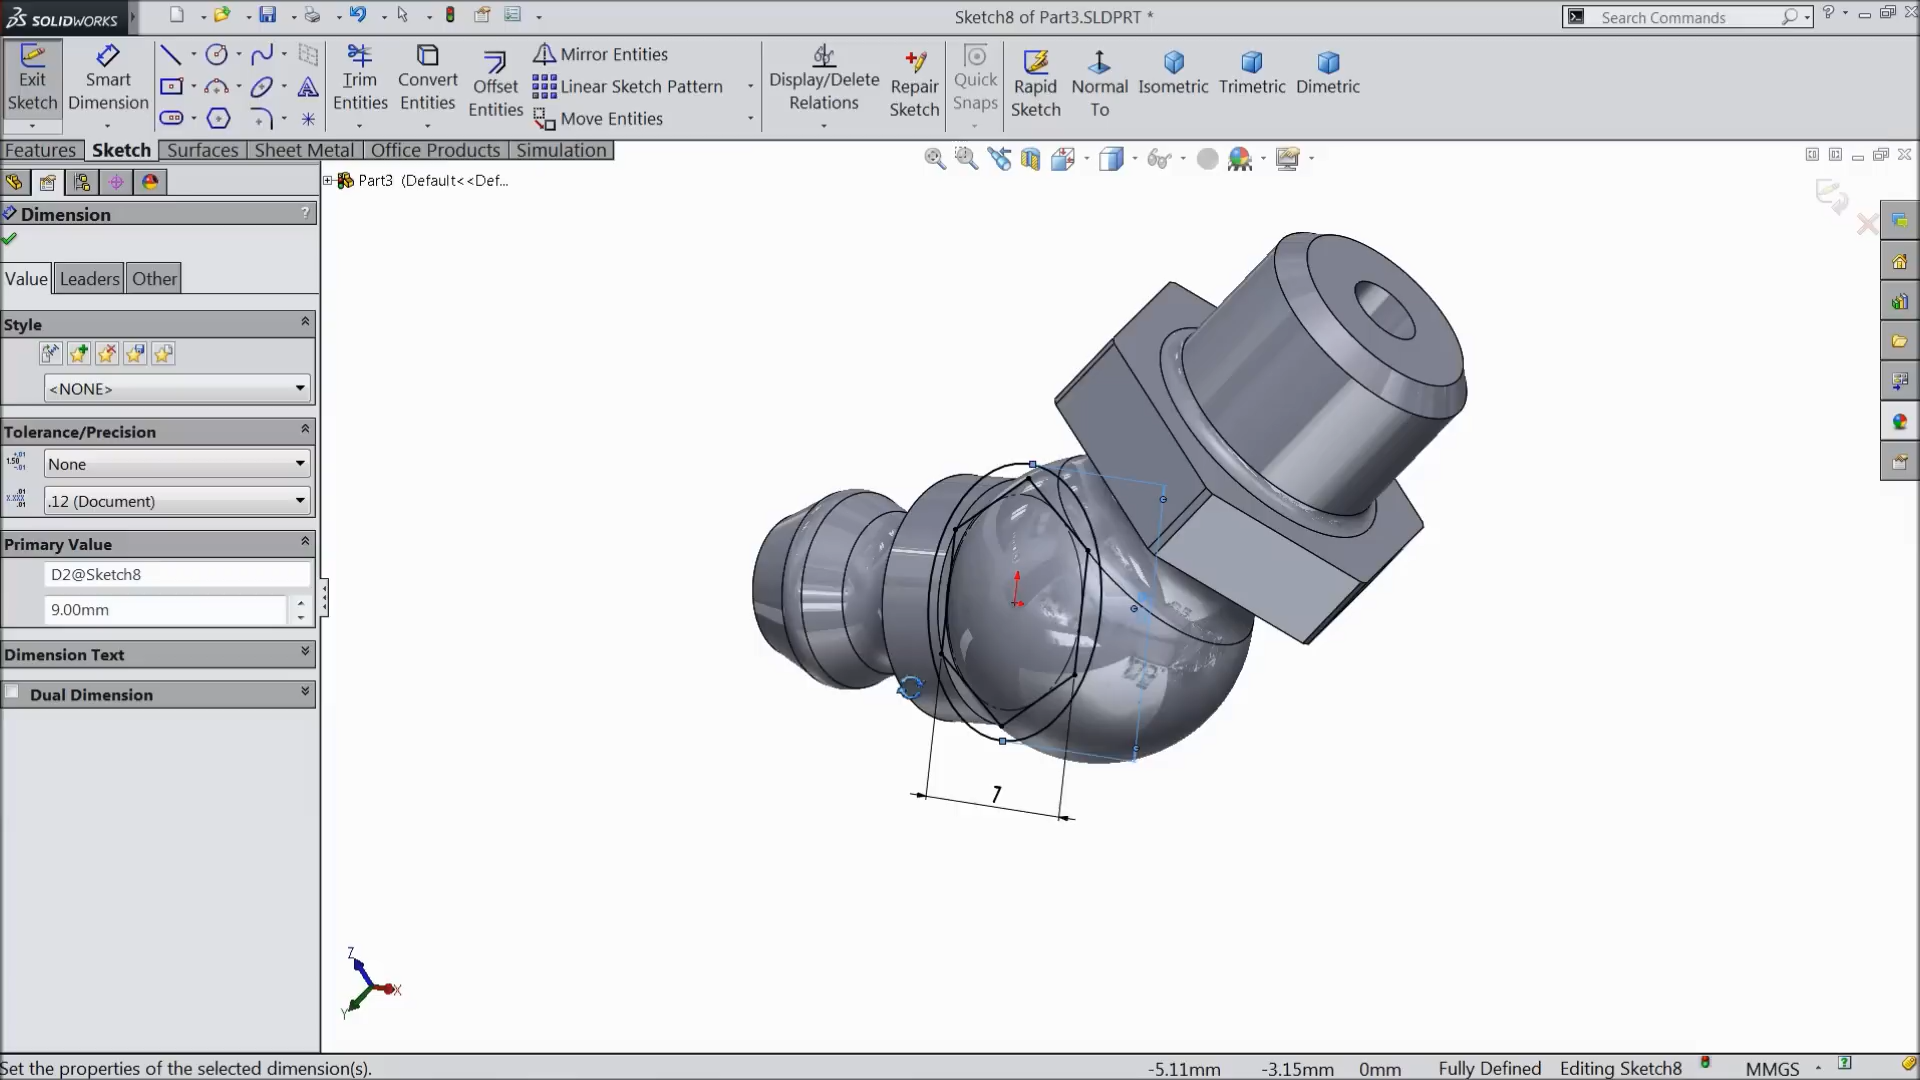 SOLIDWORKS
Sketch8 of Part3.SLDPRT *
Search Commands
Exit Sketch
Smart Dimension
Trim Entities
Convert Entities
Offset Entities
Mirror Entities
Linear Sketch Pattern
Move Entities
Display/Delete Relations
Repair Sketch
Quick Snaps
Rapid Sketch
Normal To
Isometric
Trimetric
Dimetric
Features
Sketch
Surfaces
Sheet Metal
Office Products
Simulation
Part3 (Default<<Def...
Dimension
?
Value
Leaders
Other
Style
<NONE>
Tolerance/Precision
None
.12 (Document)
Primary Value
D2@Sketch8
9.00mm
Dimension Text
Dual Dimension
7
Z
X
Y
Set the properties of the selected dimension(s).
-5.11mm
-3.15mm
0mm
Fully Defined
Editing Sketch8
MMGS